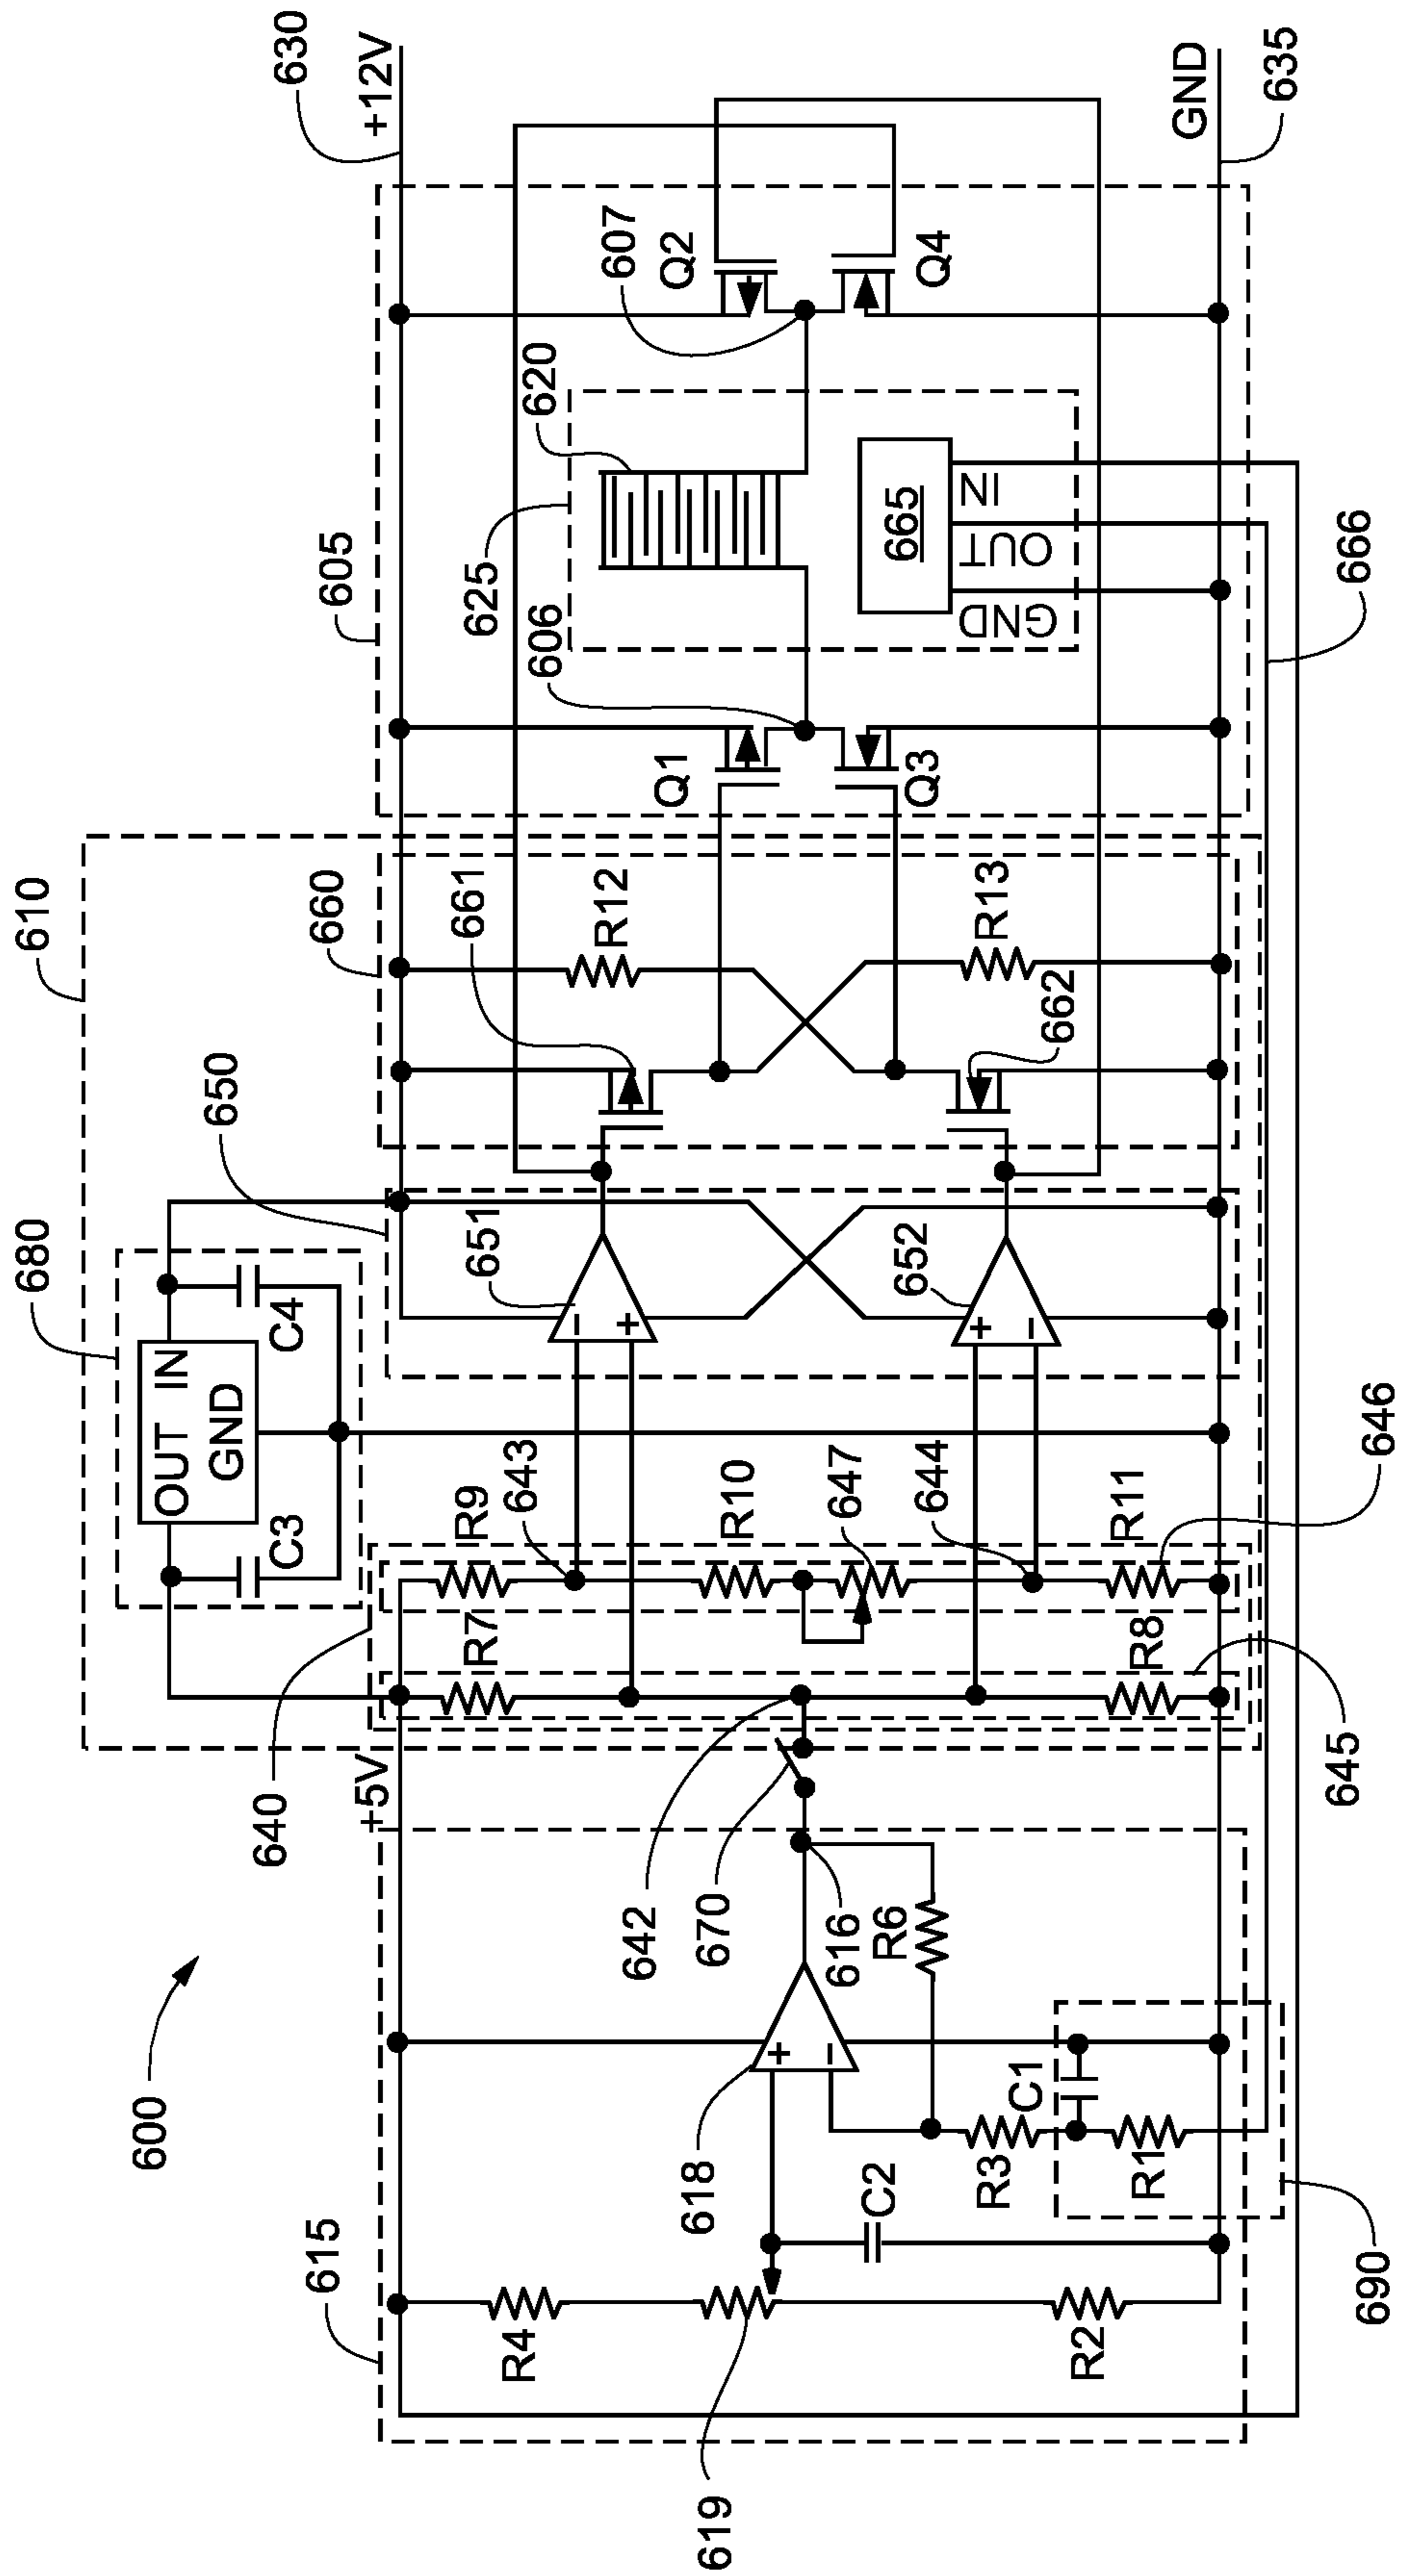 600
615
619
R4
R2
C2
618
R3
C1
R1
690
+
−
R6
616
670
642
+5V
640
645
R7
R8
R9
643
R10
647
644
R11
646
680
C3
OUT IN
GND
C4
650
651
−
+
652
+
−
610
660
661
R12
R13
662
605
Q1
Q3
606
625
620
665
GND
OUT
IN
666
607
Q2
Q4
630
+12V
GND
635